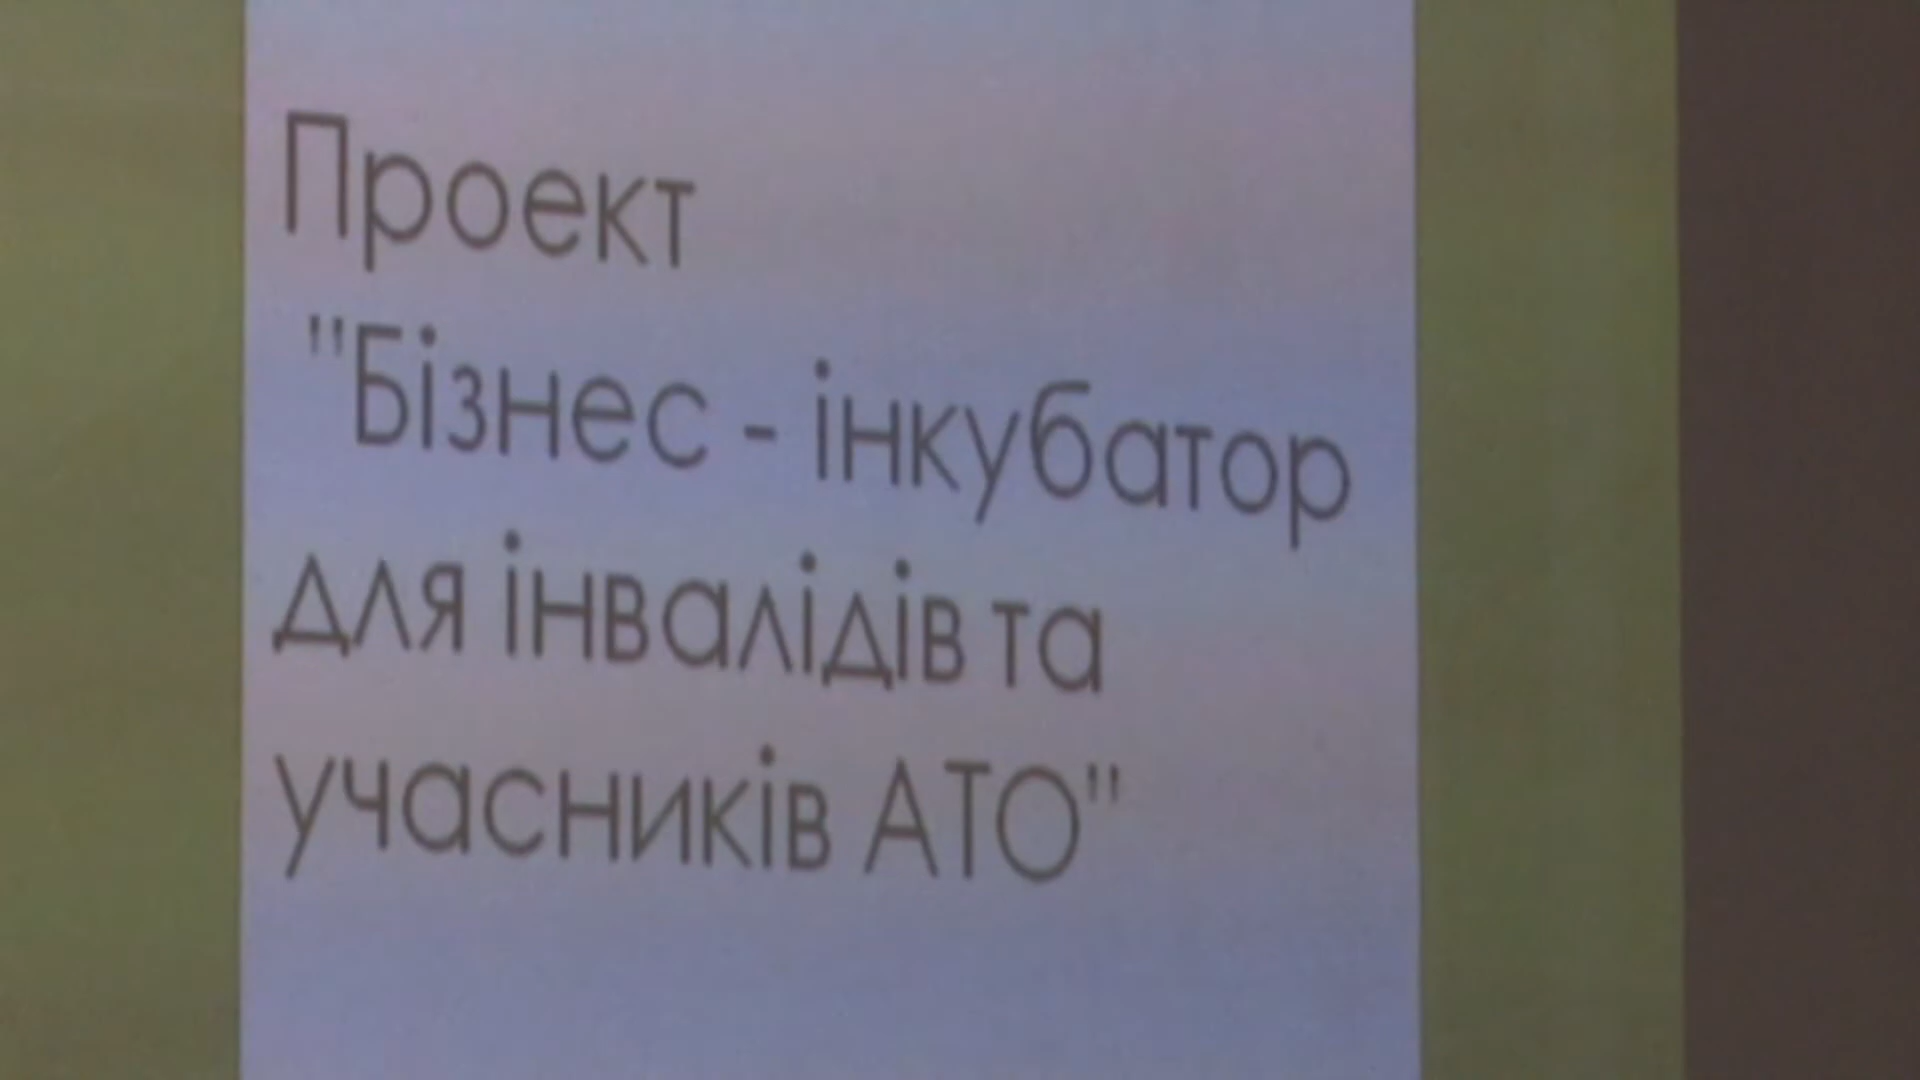 Проект
"Бізнес - інкубатор
для інвалідів та
учасників АТО"